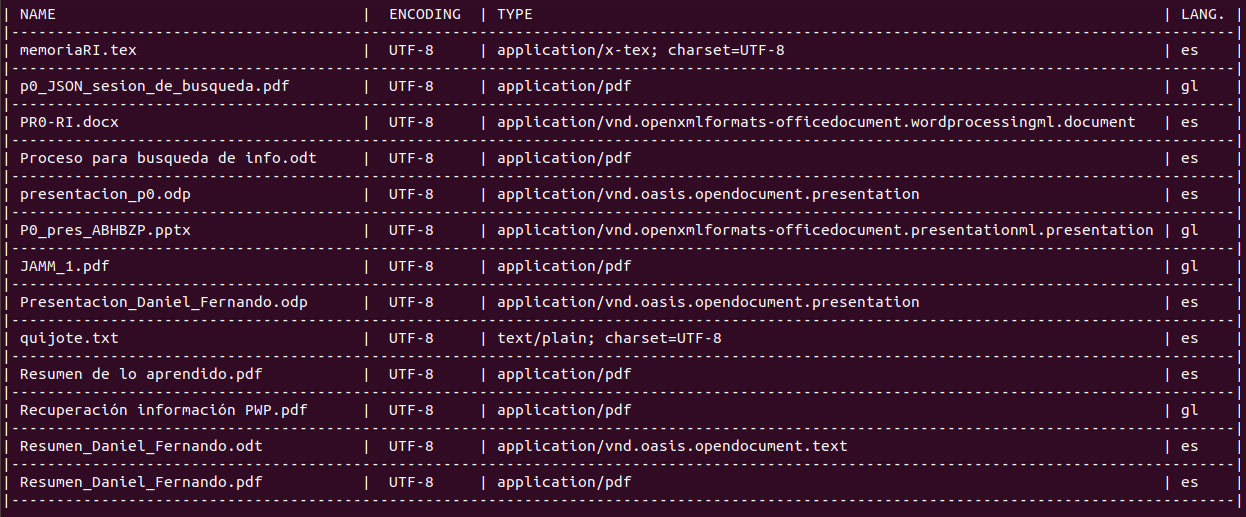 | NAME | ENCODING | TYPE | LANG. |
|----------------------------------------------------------------------------------------------------------------------------------------|
| memoriaRI.tex | UTF-8 | application/x-tex; charset=UTF-8 | es |
|----------------------------------------------------------------------------------------------------------------------------------------|
| p0_JSON_sesion_de_busqueda.pdf | UTF-8 | application/pdf | gl |
|----------------------------------------------------------------------------------------------------------------------------------------|
| PR0-RI.docx | UTF-8 | application/vnd.openxmlformats-officedocument.wordprocessingml.document | es |
|----------------------------------------------------------------------------------------------------------------------------------------|
| Proceso para busqueda de info.odt | UTF-8 | application/pdf | es |
|----------------------------------------------------------------------------------------------------------------------------------------|
| presentacion_p0.odp | UTF-8 | application/vnd.oasis.opendocument.presentation | es |
|----------------------------------------------------------------------------------------------------------------------------------------|
| P0_pres_ABHBZP.pptx | UTF-8 | application/vnd.openxmlformats-officedocument.presentationml.presentation | gl |
|----------------------------------------------------------------------------------------------------------------------------------------|
| JAMM_1.pdf | UTF-8 | application/pdf | gl |
|----------------------------------------------------------------------------------------------------------------------------------------|
| Presentacion_Daniel_Fernando.odp | UTF-8 | application/vnd.oasis.opendocument.presentation | es |
|----------------------------------------------------------------------------------------------------------------------------------------|
| quijote.txt | UTF-8 | text/plain; charset=UTF-8 | es |
|----------------------------------------------------------------------------------------------------------------------------------------|
| Resumen de lo aprendido.pdf | UTF-8 | application/pdf | es |
|----------------------------------------------------------------------------------------------------------------------------------------|
| Recuperación información PWP.pdf | UTF-8 | application/pdf | gl |
|----------------------------------------------------------------------------------------------------------------------------------------|
| Resumen_Daniel_Fernando.odt | UTF-8 | application/vnd.oasis.opendocument.text | es |
|----------------------------------------------------------------------------------------------------------------------------------------|
| Resumen_Daniel_Fernando.pdf | UTF-8 | application/pdf | es |
|----------------------------------------------------------------------------------------------------------------------------------------|